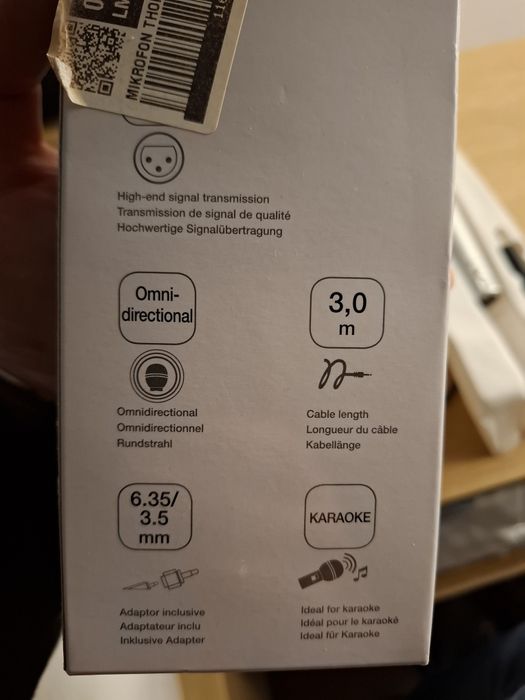 LM
MIKROFON THO
116
High-end signal transmission
Transmission de signal de qualité
Hochwertige Signalübertragung
Omni-
directional
Omnidirectional
Omnidirectionnel
Rundstrahl
3,0
m
Cable length
Longueur du câble
Kabellänge
6.35/
3.5
mm
Adaptor inclusive
Adaptateur inclu
Inklusive Adapter
KARAOKE
Ideal for karaoke
Idéal pour le karaoké
Ideal für Karaoke